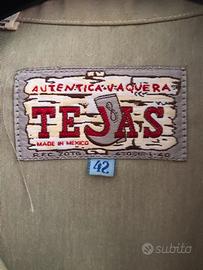 AUTENTICA·VAQUERA
TEJAS
MADE IN MEXICO
42
subito